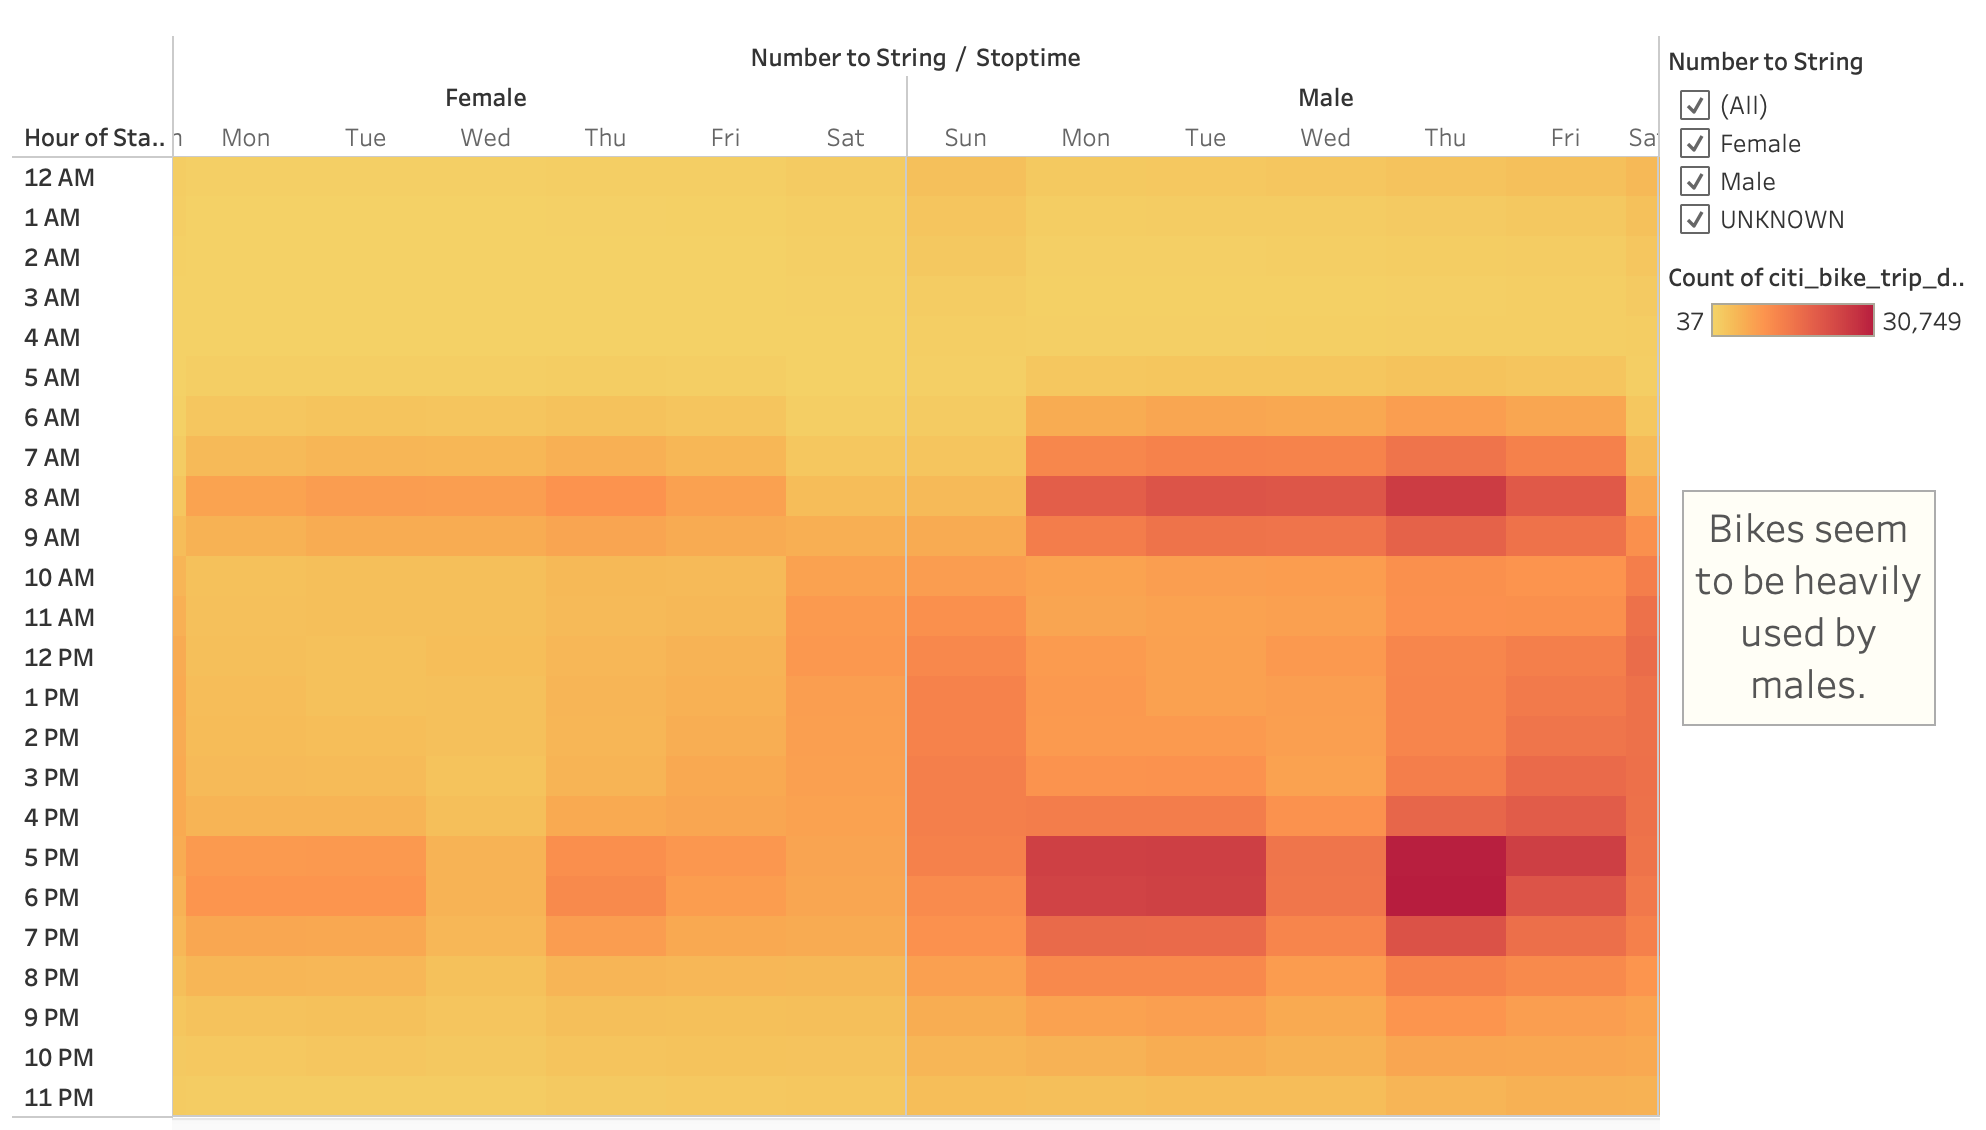 Number to String / Stoptime
Female Male
Hour of Sta.. Mon Tue Wed Thu Fri Sat Sun Mon Tue Wed Thu Fri Sat
12 AM
1 AM
2 AM
3 AM
4 AM
5 AM
6 AM
7 AM
8 AM
9 AM
10 AM
11 AM
12 PM
1 PM
2 PM
3 PM
4 PM
5 PM
6 PM
7 PM
8 PM
9 PM
10 PM
11 PM
Number to String
(All)
Female
Male
UNKNOWN
Count of citi_bike_trip_d..
37 30,749
Bikes seem
to be heavily
used by
males.